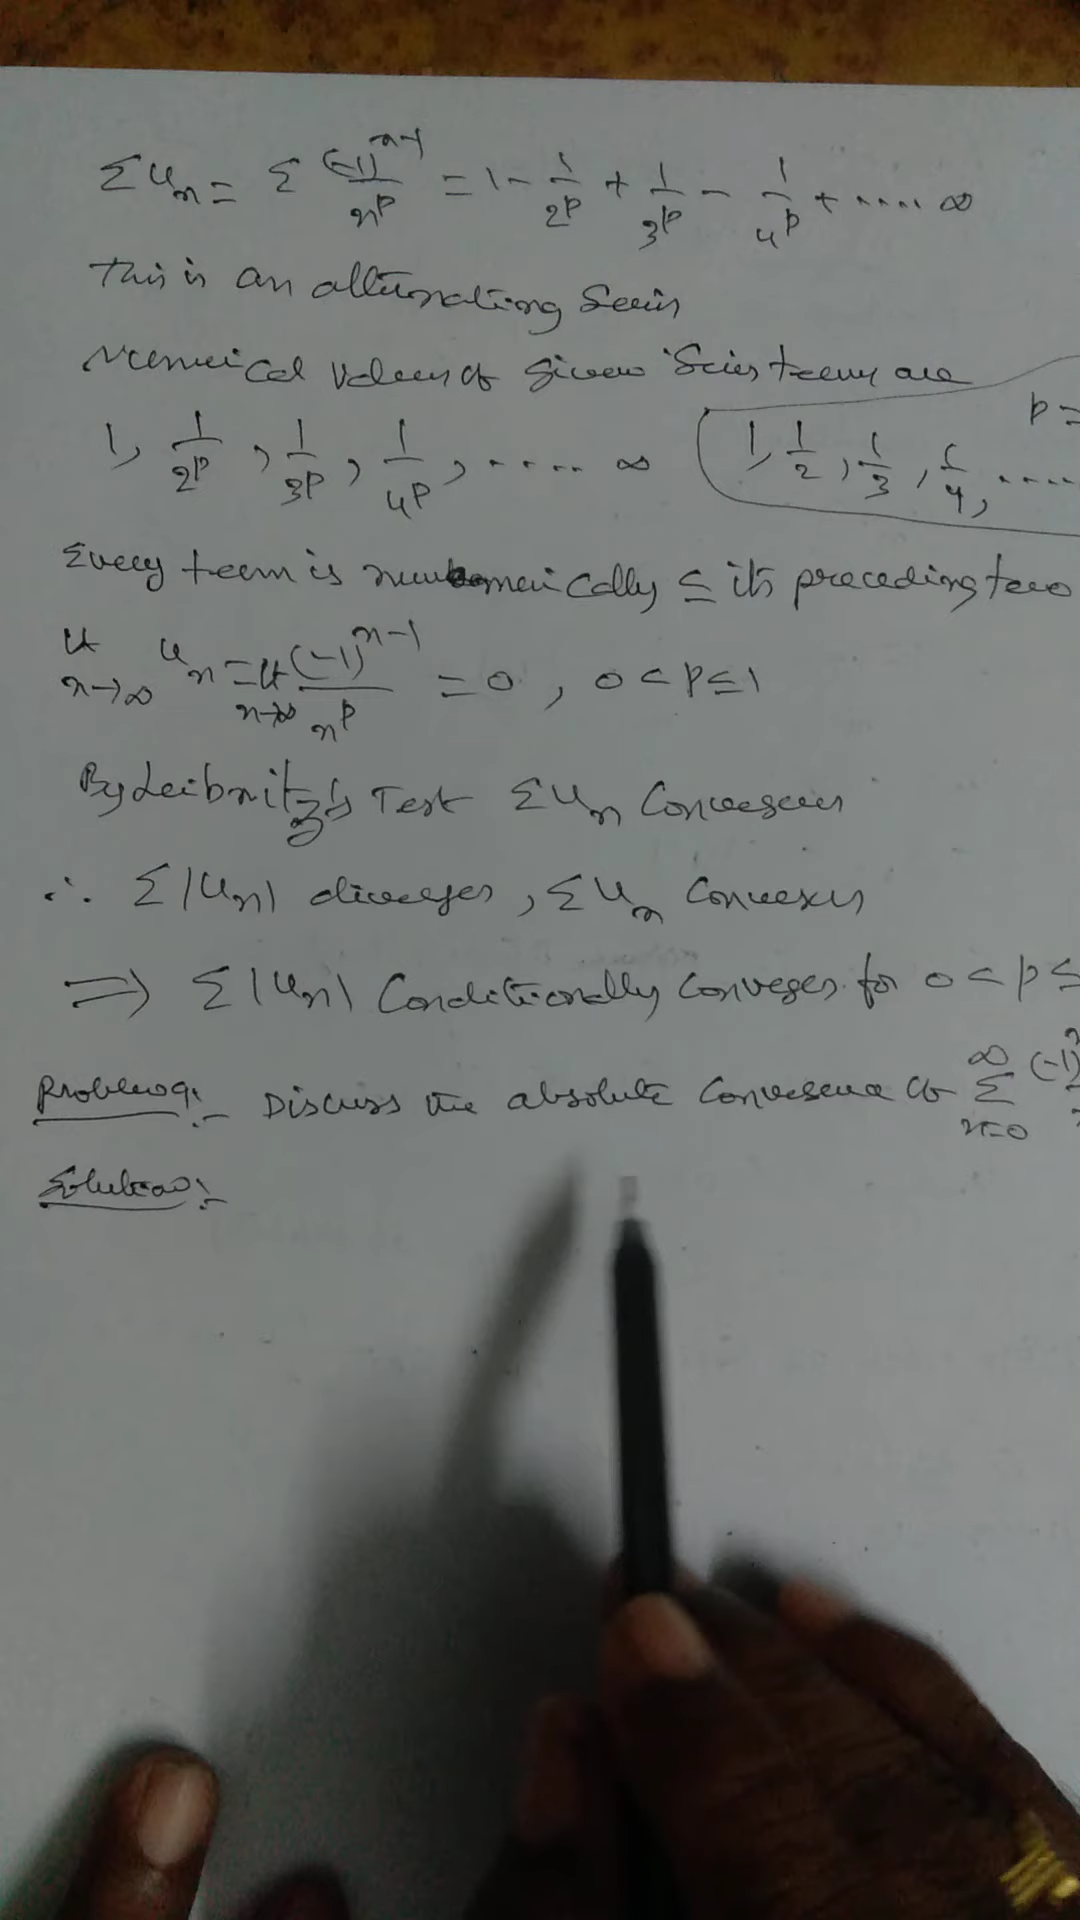 Σuₙ = Σ (-1)^(n-1)/n^p = 1 - 1/2^p + 1/3^p - 1/4^p + .... ∞
This is an alternating Series
Numerical Values of given Series terms are
1, 1/2^p, 1/3^p, 1/4^p, ..... ∞
p =
1, 1/2, 1/3, 1/4, ....
Every term is numerically ≤ its preceding term
Lt n→∞ uₙ = Lt n→∞ (-1)^(n-1)/n^p = 0, 0 < p ≤ 1
By Leibnitz's Test Σuₙ Converges
∴ Σ|uₙ| diverges, Σuₙ Converges
⇒ Σ|uₙ| Conditionally Converges for 0 < p ≤
Problem:- Discuss the absolute Convergence of ∞ Σ n=0 (-1)
Solution:-